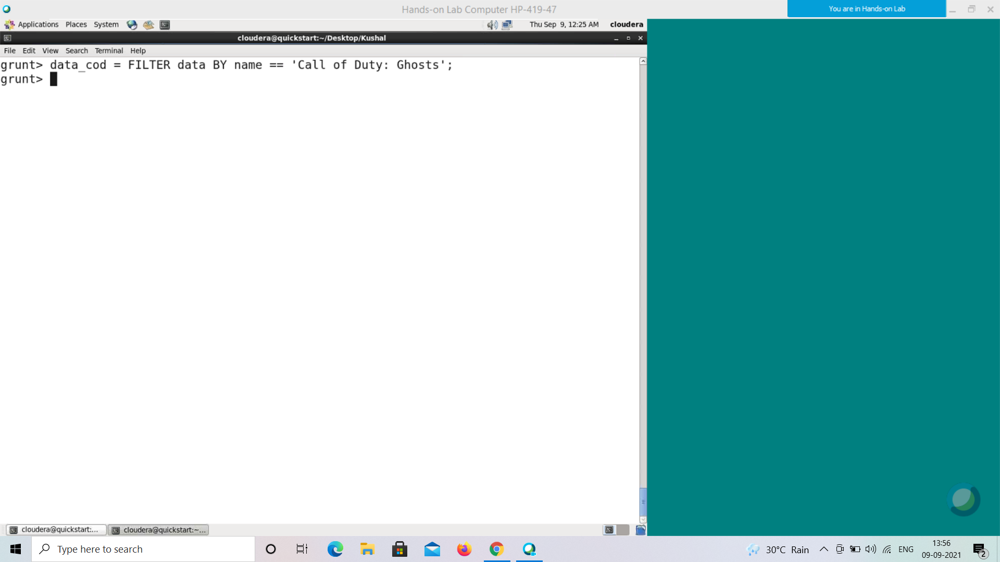 Hands-on Lab Computer HP-419-47
You are in Hands-on Lab
Applications Places System
Thu Sep 9, 12:25 AM cloudera
cloudera@quickstart:~/Desktop/Kushal
File Edit View Search Terminal Help
grunt> data_cod = FILTER data BY name == 'Call of Duty: Ghosts';
grunt>
cloudera@quickstart:... cloudera@quickstart:~...
Type here to search
30°C Rain
ENG
13:56
09-09-2021
2